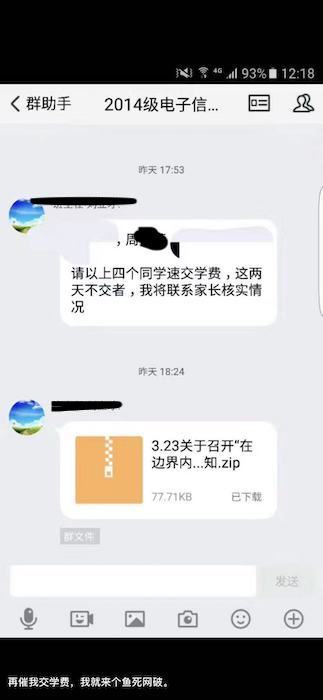 4G 93% 12:18
群助手 2014级电子信...
昨天 17:53
，周
请以上四个同学速交学费，这两
天不交者，我将联系家长核实情
况
昨天 18:24
3.23关于召开“在
边界内...知.zip
77.71KB 已下载
群文件
发送
再催我交学费，我就来个鱼死网破。